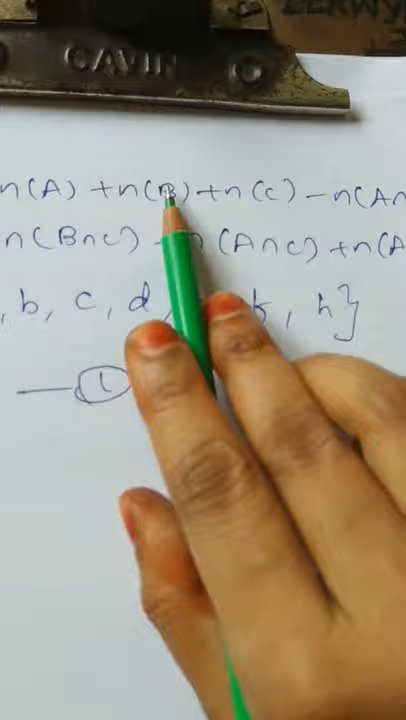 CAVIN
n(A) + n(B) + n(C) - n(A∩
n(B∩C) - n(A∩C) + n(A
, b, c, d, k, h}
— ①